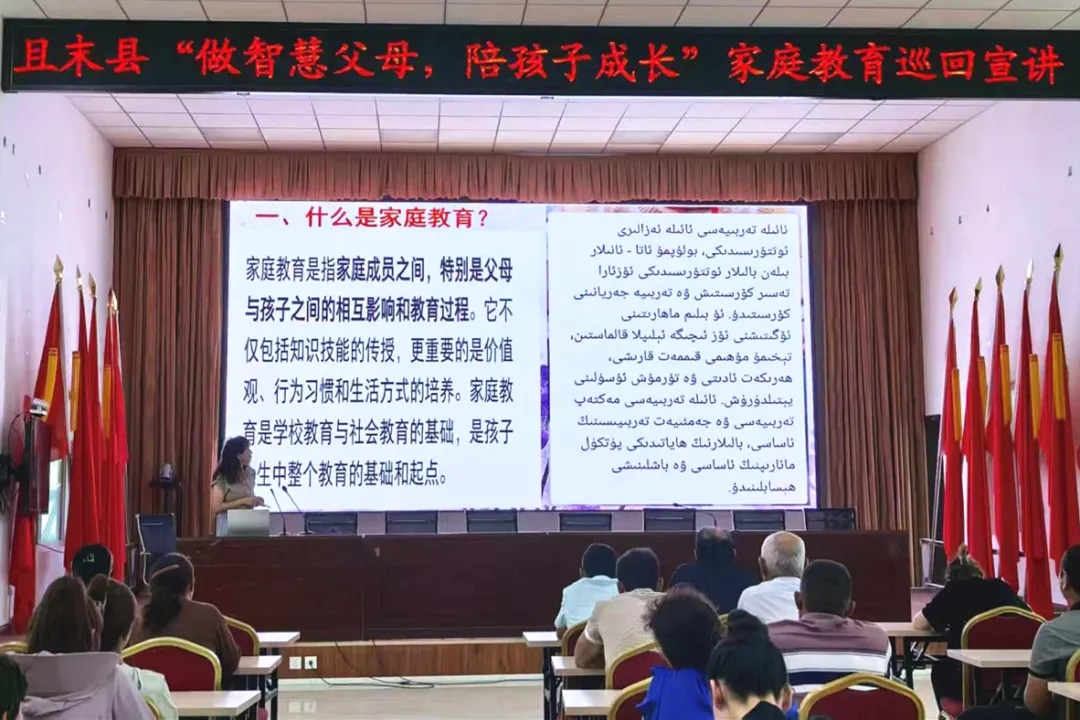 且末县“做智慧父母，陪孩子成长”家庭教育巡回宣讲
一、什么是家庭教育？
家庭教育是指家庭成员之间，特别是父母
与孩子之间的相互影响和教育过程。它不
仅包括知识技能的传授，更重要的是价值
观、行为习惯和生活方式的培养。家庭教
育是学校教育与社会教育的基础，是孩子
生中整个教育的基础和起点。
ئائىلە تەربىيەسى ئائىلە ئەزالىرى
ئوتتۇرىسىدىكى، بولۇپمۇ ئاتا - ئانىلار
بىلەن بالىلار ئوتتۇرىسىدىكى ئۆزئارا
تەسىر كۆرسىتىش ۋە تەربىيە جەريانىنى
كۆرسىتىدۇ. ئۇ بىلىم ماھارىتىنى
ئۆگىتىشنى ئۆز ئىچىگە ئېلىپلا قالماستىن،
تېخىمۇ مۇھىمى قىممەت قارىشى،
ھەرىكەت ئادىتى ۋە تۇرمۇش ئۇسۇلىنى
يېتىلدۈرۈش. ئائىلە تەربىيەسى مەكتەپ
تەربىيەسى ۋە جەمئىيەت تەربىيىسىنىڭ
ئاساسى، بالىلارنىڭ ھاياتىدىكى پۈتكۈل
مائارىپنىڭ ئاساسى ۋە باشلىنىشى
ھېسابلىنىدۇ.